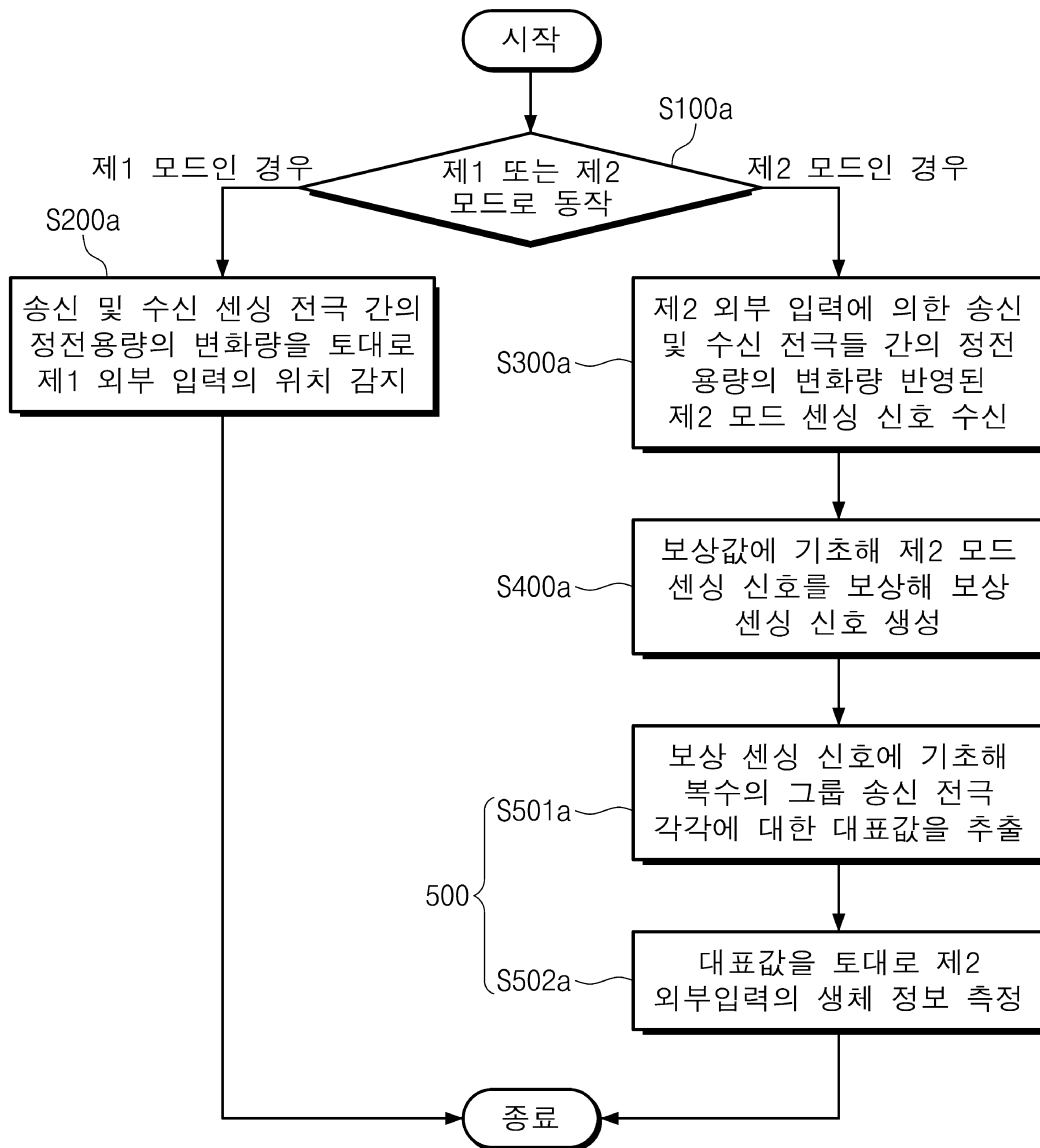 시작
S100a
제1 모드인 경우
제1 또는 제2
모드로 동작
제2 모드인 경우
S200a
송신 및 수신 센싱 전극 간의
정전용량의 변화량을 토대로
제1 외부 입력의 위치 감지
S300a
제2 외부 입력에 의한 송신
및 수신 전극들 간의 정전
용량의 변화량 반영된
제2 모드 센싱 신호 수신
S400a
보상값에 기초해 제2 모드
센싱 신호를 보상해 보상
센싱 신호 생성
500
S501a
보상 센싱 신호에 기초해
복수의 그룹 송신 전극
각각에 대한 대표값을 추출
S502a
대표값을 토대로 제2
외부입력의 생체 정보 측정
종료